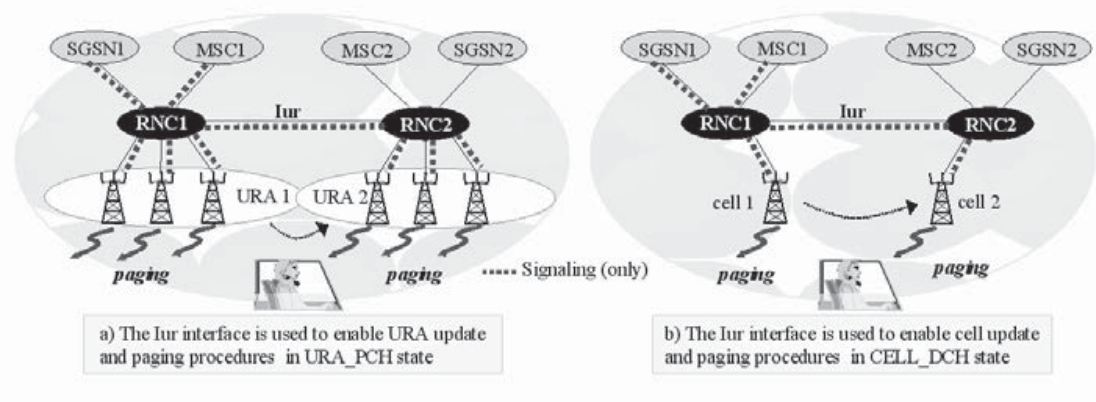 SGSN1 MSC1 MSC2 SGSN2
RNC1 Iur RNC2
URA 1 URA 2
paging paging
Signaling (only)
a) The Iur interface is used to enable URA update
and paging procedures in URA_PCH state
SGSN1 MSC1 MSC2 SGSN2
RNC1 Iur RNC2
cell 1 cell 2
paging paging
b) The Iur interface is used to enable cell update
and paging procedures in CELL_DCH state